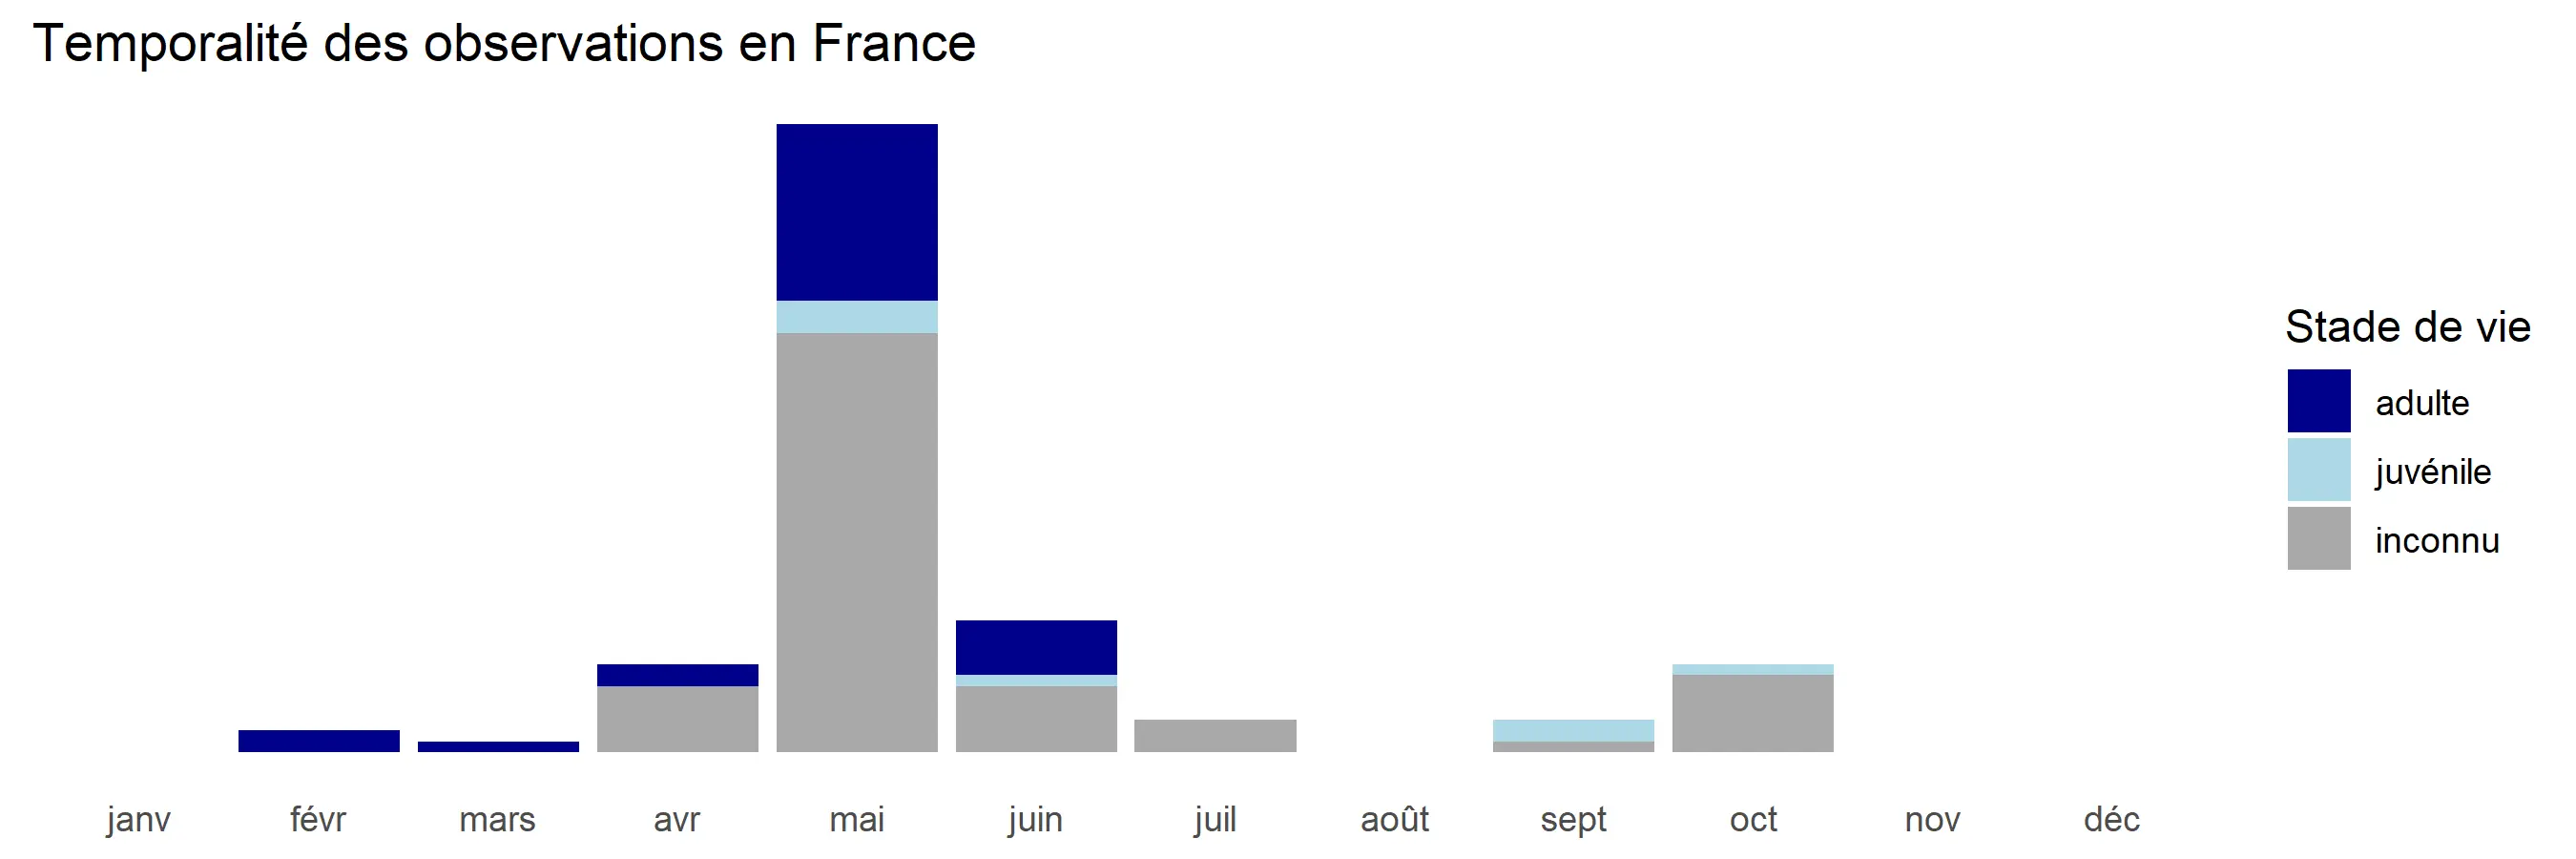 Temporalité des observations en France
Stade de vie
adulte
juvénile
inconnu
janv févr mars avr mai juin juil août sept oct nov déc